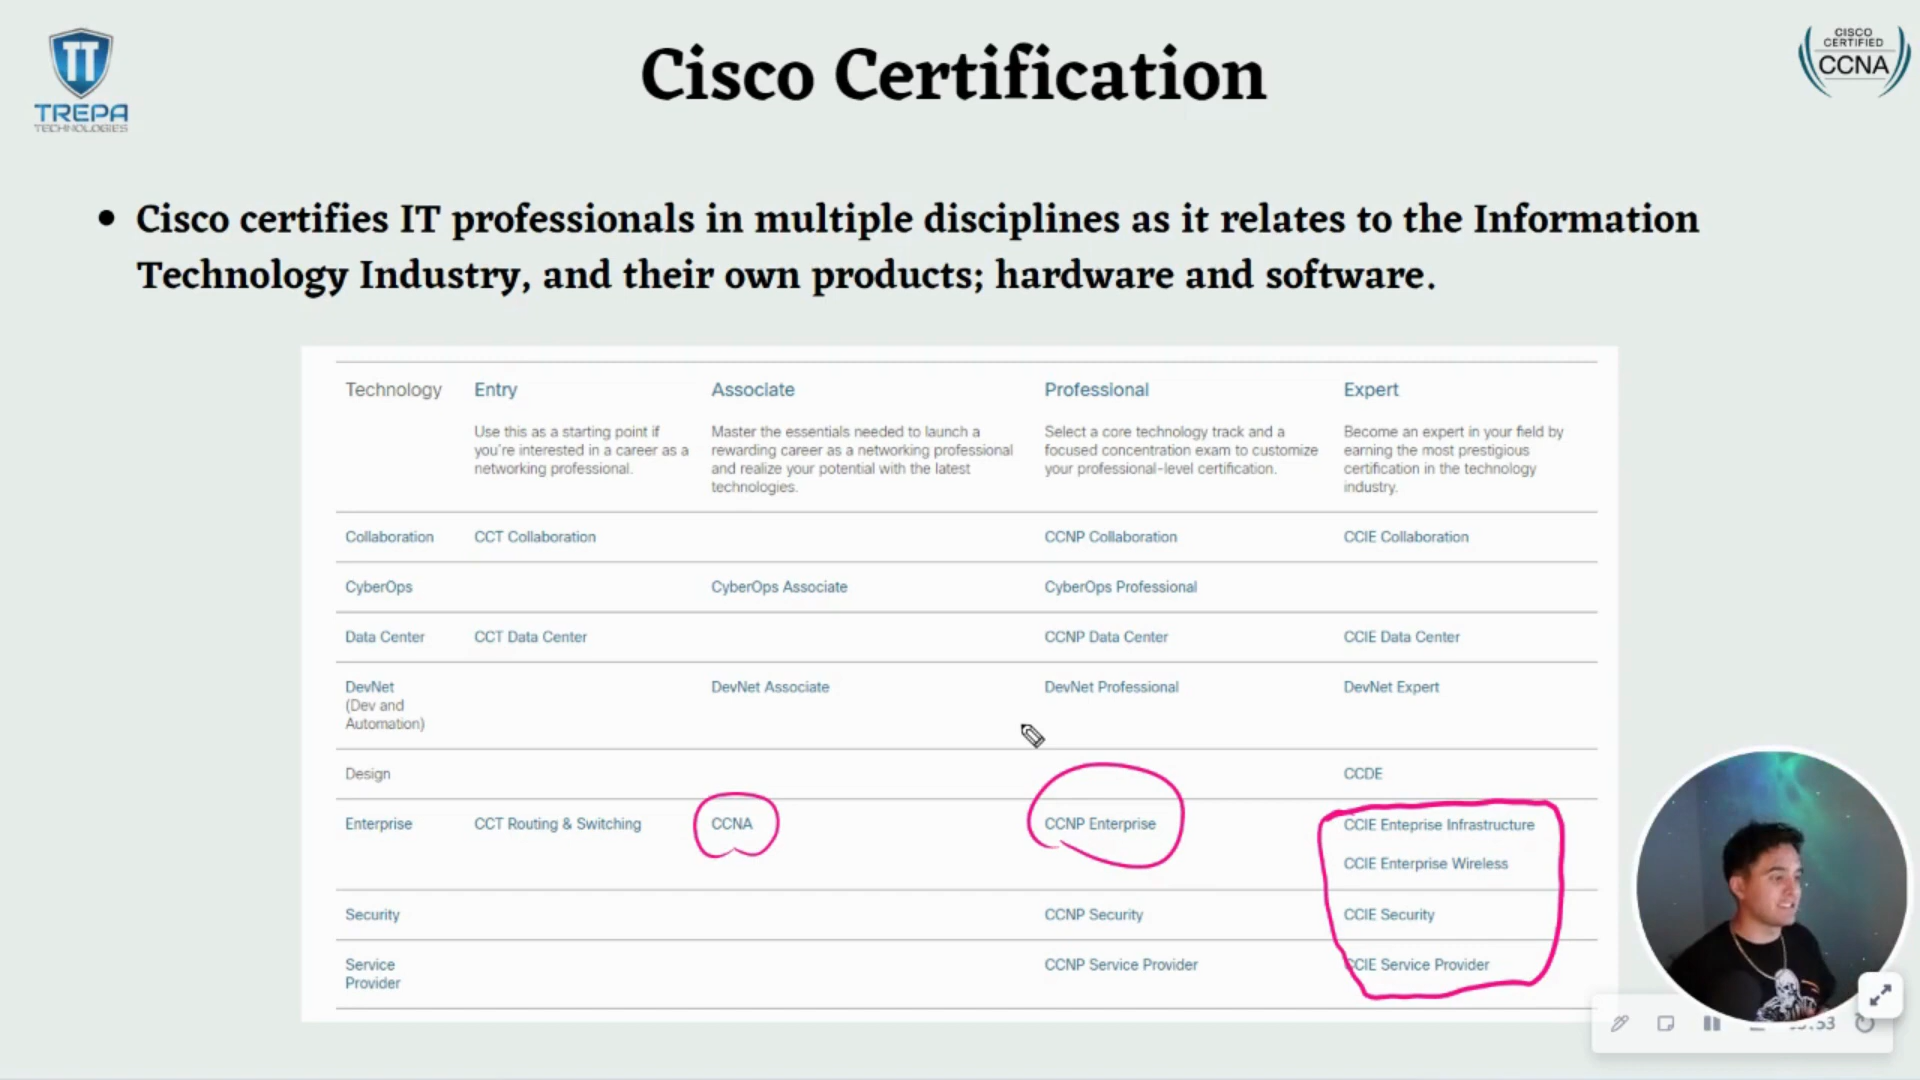 TREPA
TECHNOLOGIES
Cisco Certification
CISCO
CERTIFIED
CCNA
• Cisco certifies IT professionals in multiple disciplines as it relates to the Information
Technology Industry, and their own products; hardware and software.
Technology Entry Associate Professional Expert
Use this as a starting point if Master the essentials needed to launch a Select a core technology track and a Become an expert in your field by
you're interested in a career as a rewarding career as a networking professional focused concentration exam to customize earning the most prestigious
networking professional. and realize your potential with the latest your professional-level certification. certification in the technology
technologies. industry.
Collaboration CCT Collaboration CCNP Collaboration CCIE Collaboration
CyberOps CyberOps Associate CyberOps Professional
Data Center CCT Data Center CCNP Data Center CCIE Data Center
DevNet DevNet Associate DevNet Professional DevNet Expert
(Dev and
Automation)
Design CCDE
Enterprise CCT Routing & Switching CCNA CCNP Enterprise CCIE Enteprise Infrastructure
CCIE Enterprise Wireless
Security CCNP Security CCIE Security
Service CCNP Service Provider CCIE Service Provider
Provider